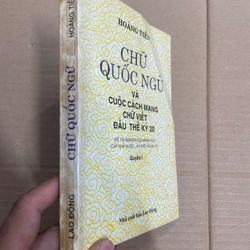 HOÀNG TIẾN
CHỮ
QUỐC NGỮ
VÀ
CUỘC CÁCH MẠNG
CHỮ VIẾT
ĐẦU THẾ KỶ 20
Quyển I
Nhà xuất bản Lao Động
HOÀNG TIẾN
CHỮ QUỐC NGỮ
LAO ĐỘNG